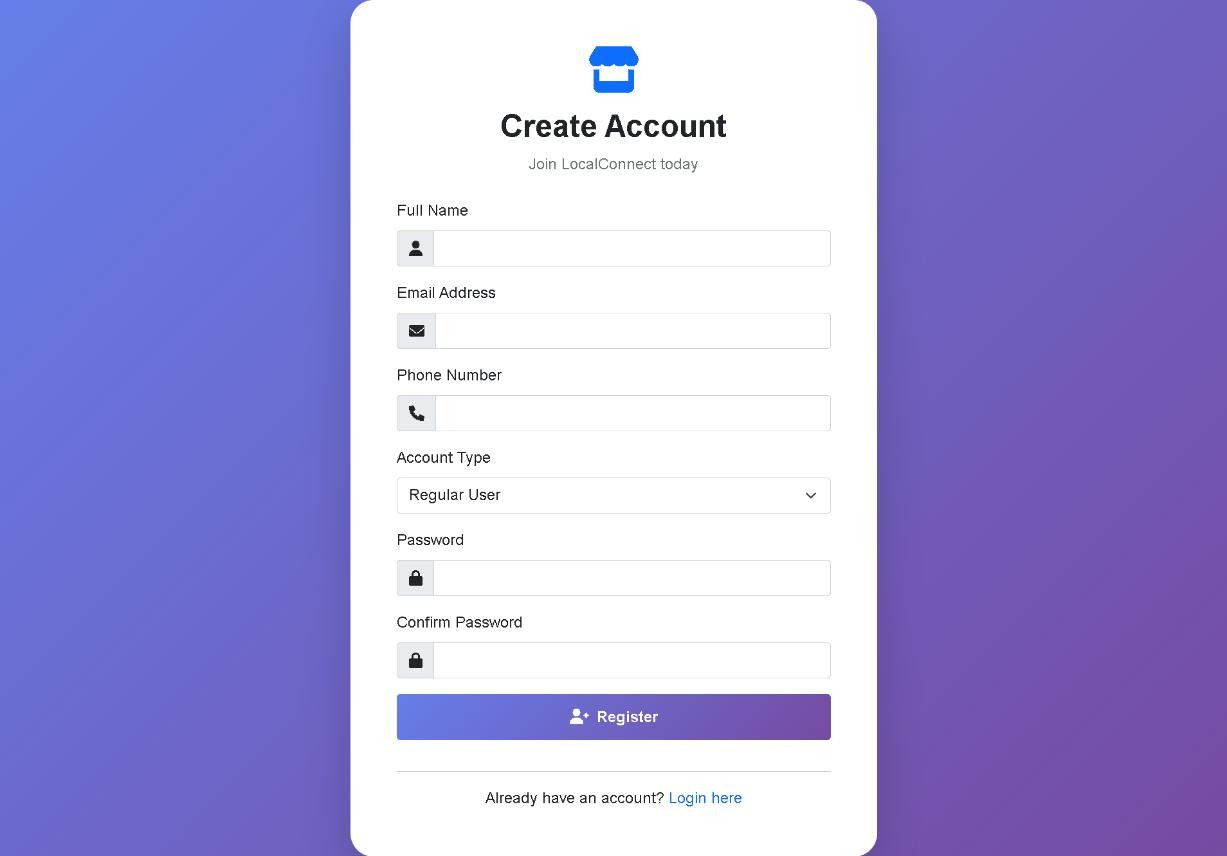 Create Account
Join LocalConnect today
Full Name
Email Address
Phone Number
Account Type
Regular User
Password
Confirm Password
Register
Already have an account? Login here